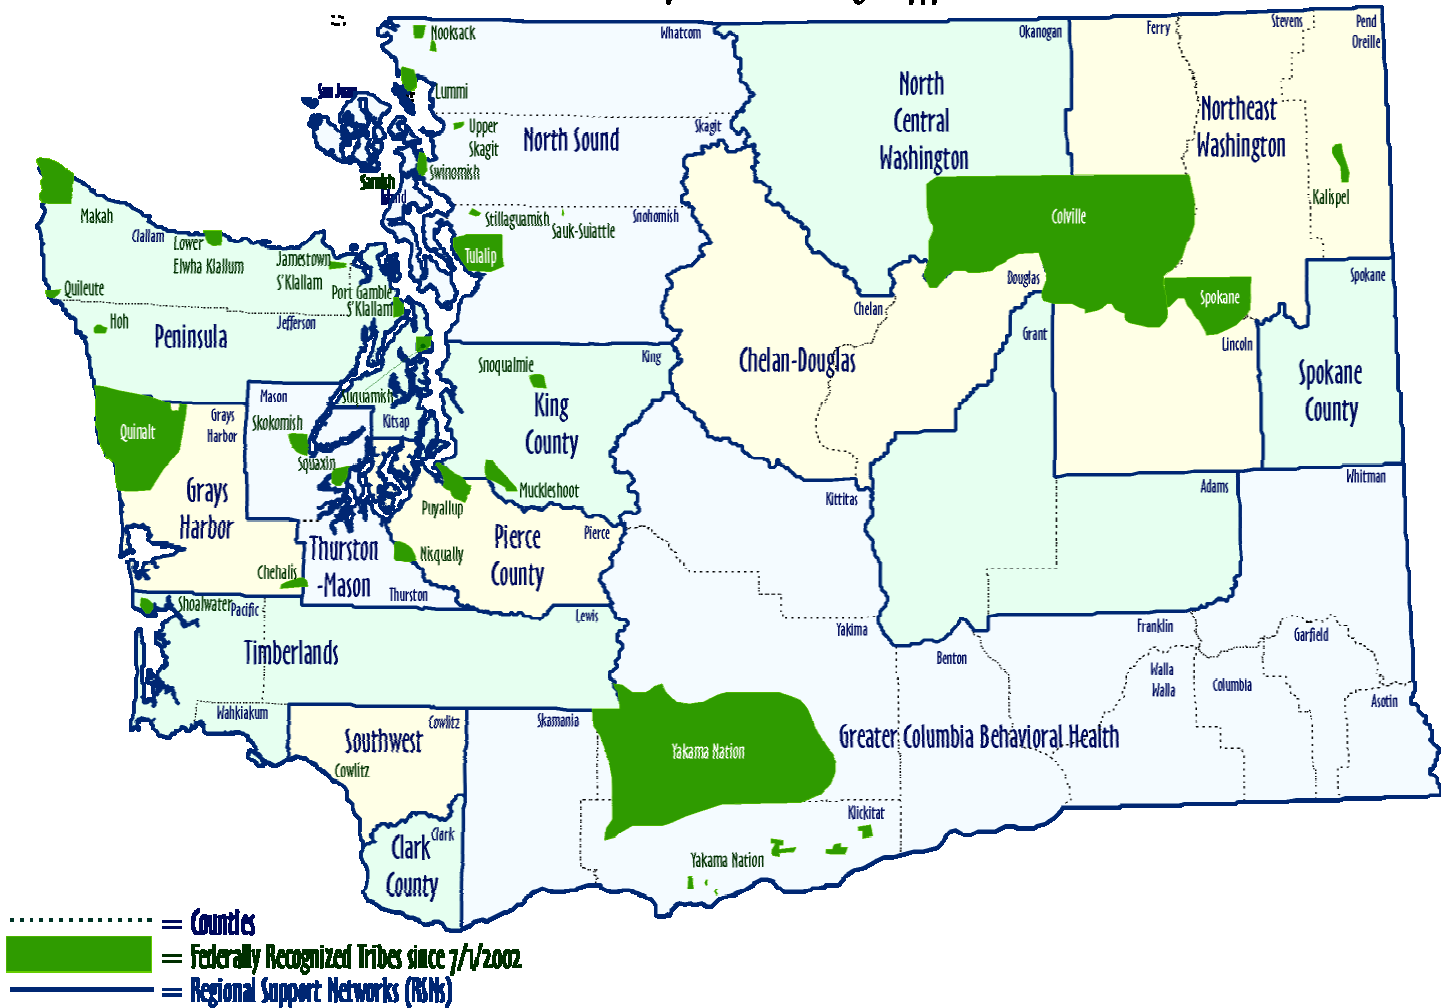 Nooksack
Whatcom
Okanogan
Ferry
Stevens
Pend
Oreille
San Juan
Lummi
North
Central
Washington
Northeast
Washington
Upper
Skagit
North Sound
Skagit
Swinomish
Samish
Island
Kalispel
Makah
Clallam
Lower
Elwha Klallum
Stillaguamish
Sauk-Suiattle
Snohomish
Tulalip
Colville
Jamestown
S'Klallam
Port Gamble
S'Klallam
Quileute
Hoh
Jefferson
Peninsula
Chelan
Douglas
Grant
Spokane
Spokane
Lincoln
Snoqualmie
King
Chelan-Douglas
Spokane
County
King
County
Mason
Suquamish
Kitsap
Skokomish
Squaxin
Grays
Harbor
Quinalt
Grays
Harbor
Muckleshoot
Puyallup
Kittitas
Adams
Whitman
Pierce
Pierce
County
Nisqually
Thurston
-Mason
Thurston
Chehalis
Shoalwater
Pacific
Lewis
Timberlands
Yakima
Benton
Franklin
Walla
Walla
Columbia
Garfield
Asotin
Wahkiakum
Cowlitz
Southwest
Cowlitz
Skamania
Yakama Nation
Greater Columbia Behavioral Health
Klickitat
Yakama Nation
Clark
Clark
County
= Counties
= Federally Recognized Tribes since 7/1/2002
= Regional Support Networks (RSNs)